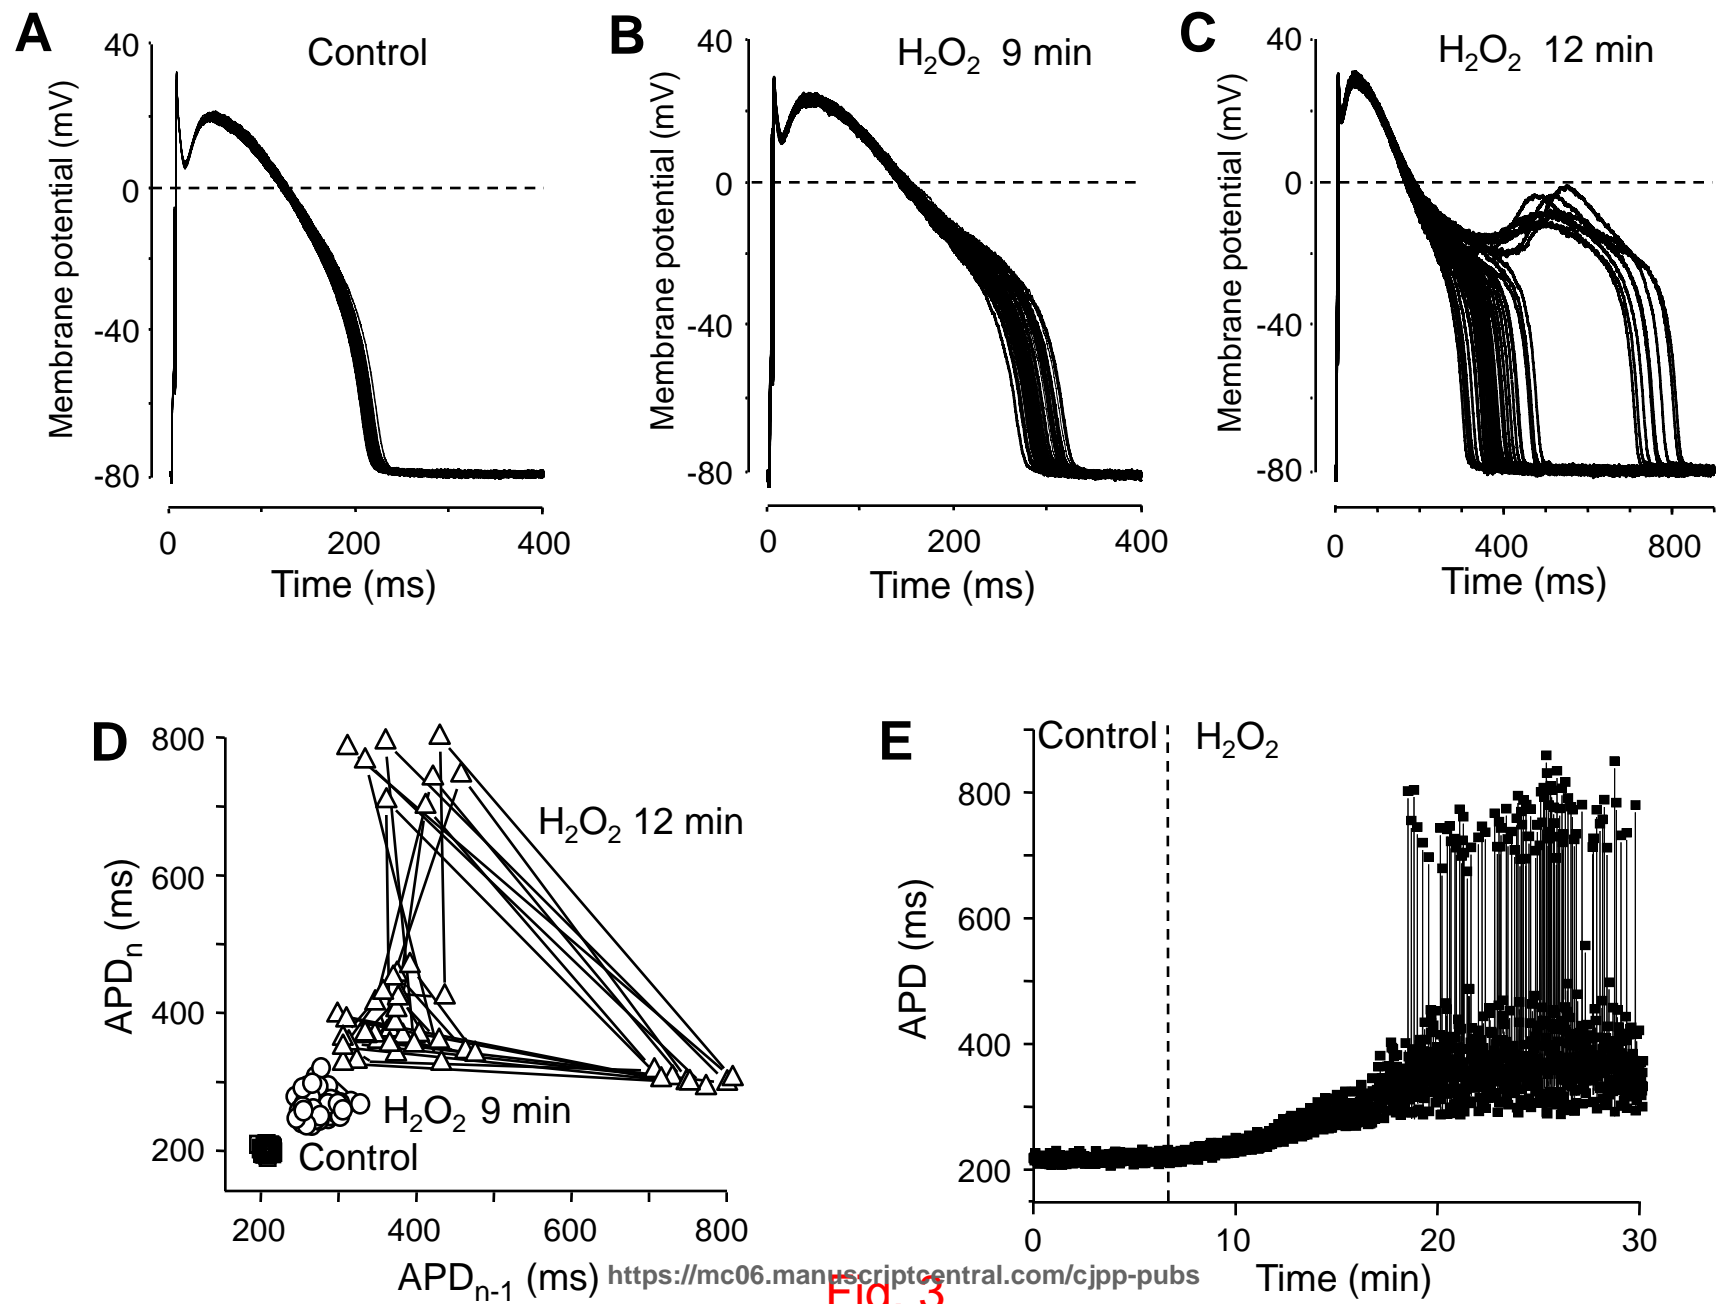 A
Control
40
0
-40
-80
Membrane potential (mV)
0 200 400
Time (ms)
B
H₂O₂ 9 min
40
0
-40
-80
Membrane potential (mV)
0 200 400
Time (ms)
C
H₂O₂ 12 min
40
0
-40
-80
Membrane potential (mV)
0 400 800
Time (ms)
D
800
600
400
200
APDₙ (ms)
H₂O₂ 12 min
H₂O₂ 9 min
Control
200 400 600 800
APDₙ₋₁ (ms)
E
Control H₂O₂
800
600
400
200
APD (ms)
0 10 20 30
Time (min)
https://mc06.manuscriptcentral.com/cjpp-pubs
Fig. 3